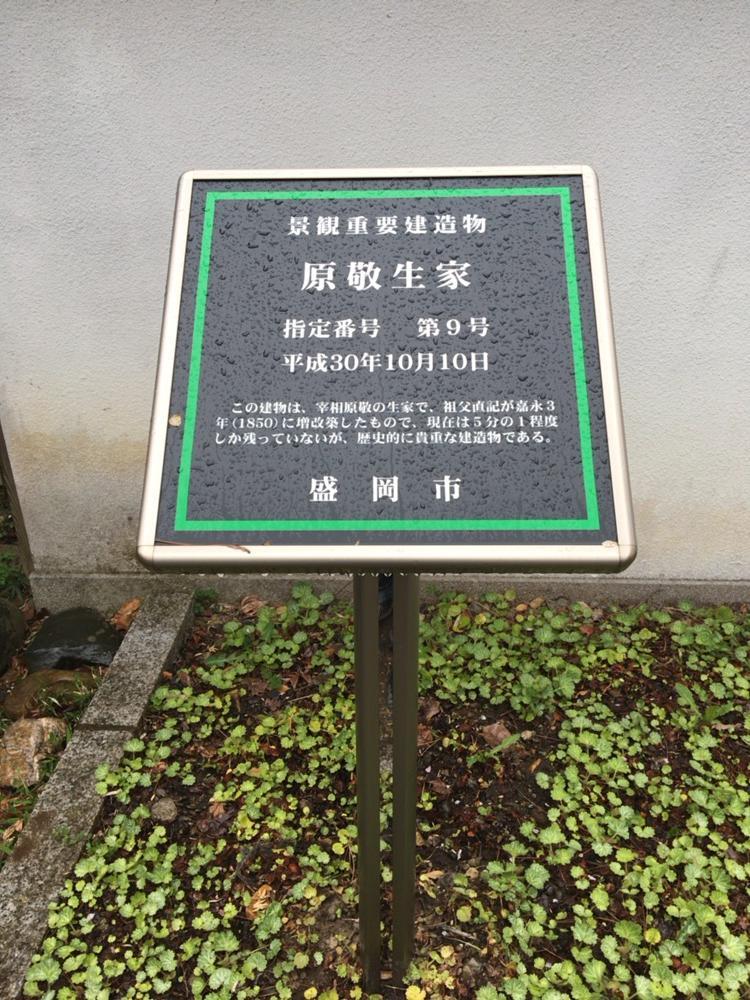 景観重要建造物
原敬生家
指定番号　第９号
平成30年10月10日
この建物は、宰相原敬の生家で、祖父直記が嘉永３
年（1850）に増改築したもので、現在は５分の１程度
しか残っていないが、歴史的に貴重な建造物である。
盛岡市